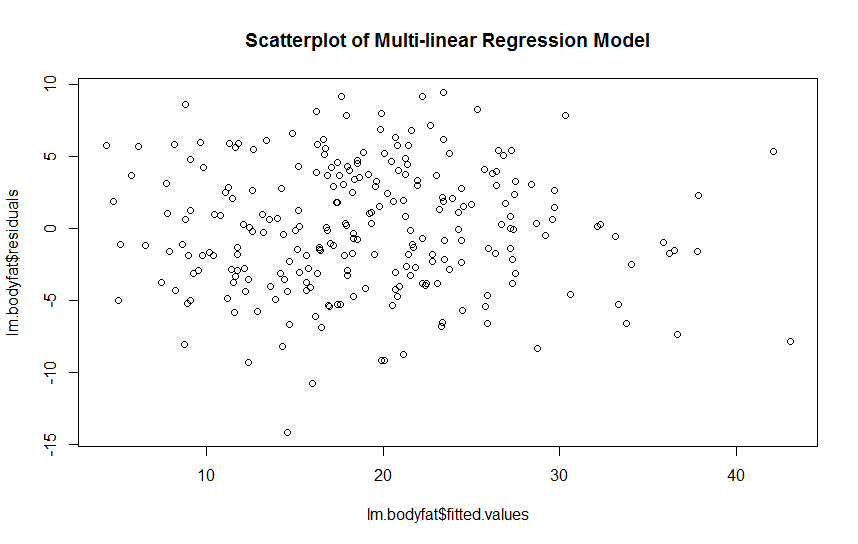 Scatterplot of Multi-linear Regression Model
10
5
0
-5
-10
-15
lm.bodyfat$residuals
10 20 30 40
lm.bodyfat$fitted.values